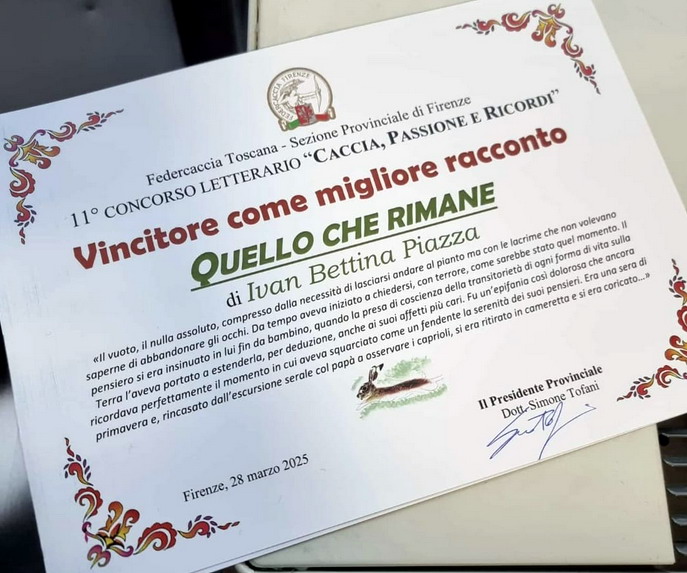 FEDERCACCIA FIRENZE
Federcaccia Toscana - Sezione Provinciale di Firenze
11° CONCORSO LETTERARIO “CACCIA, PASSIONE E RICORDI”
Vincitore come migliore racconto
QUELLO CHE RIMANE
di Ivan Bettina Piazza
«Il vuoto, il nulla assoluto, compresso dalla necessità di lasciarsi andare al pianto ma con le lacrime che non volevano
saperne di abbandonare gli occhi. Da tempo aveva iniziato a chiedersi, con terrore, come sarebbe stato quel momento. Il
pensiero si era insinuato in lui fin da bambino, quando la presa di coscienza della transitorietà di ogni forma di vita sulla
Terra l’aveva portato a estenderla, per deduzione, anche ai suoi affetti più cari. Fu un’epifania così dolorosa che ancora
ricordava perfettamente il momento in cui aveva squarciato come un fendente la serenità dei suoi pensieri. Era una sera di
primavera e, rincasato dall’escursione serale col papà a osservare i caprioli, si era ritirato in cameretta e si era coricato...»
Il Presidente Provinciale
Dott. Simone Tofani
Firenze, 28 marzo 2025